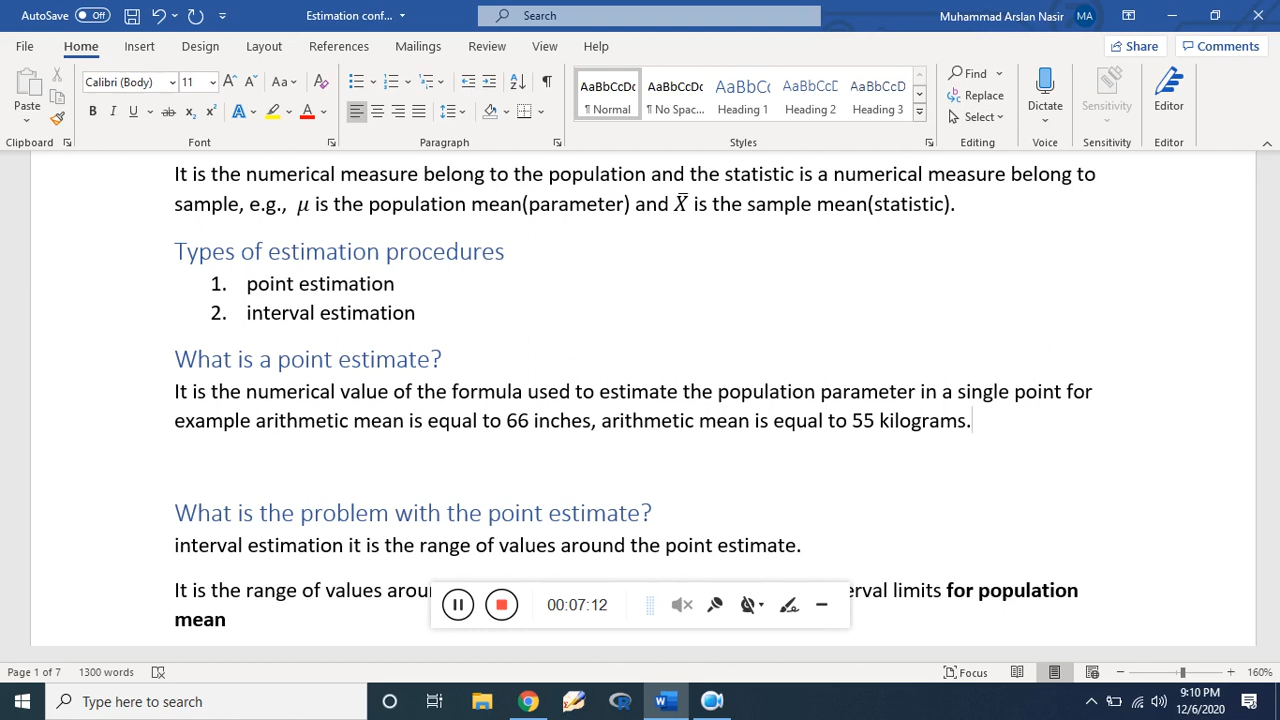 AutoSave Off Estimation conf... Search Muhammad Arslan Nasir MA
File Home Insert Design Layout References Mailings Review View Help Share Comments
Paste Calibri (Body) 11 A A Aa A AaBbCcDc AaBbCcDc AaBbCc AaBbCcD AaBbCcDc Find Dictate Sensitivity Editor
Replace
B I U ab x₂ x² A A ¶ Normal ¶ No Spac... Heading 1 Heading 2 Heading 3 Select
Clipboard Font Paragraph Styles Editing Voice Sensitivity Editor
It is the numerical measure belong to the population and the statistic is a numerical measure belong to
sample, e.g., μ is the population mean(parameter) and X̄ is the sample mean(statistic).
Types of estimation procedures
1. point estimation
2. interval estimation
What is a point estimate?
It is the numerical value of the formula used to estimate the population parameter in a single point for
example arithmetic mean is equal to 66 inches, arithmetic mean is equal to 55 kilograms.
What is the problem with the point estimate?
interval estimation it is the range of values around the point estimate.
It is the range of values limits for population
mean
00:07:12
Page 1 of 7 1300 words Focus 160%
Type here to search 9:10 PM
12/6/2020